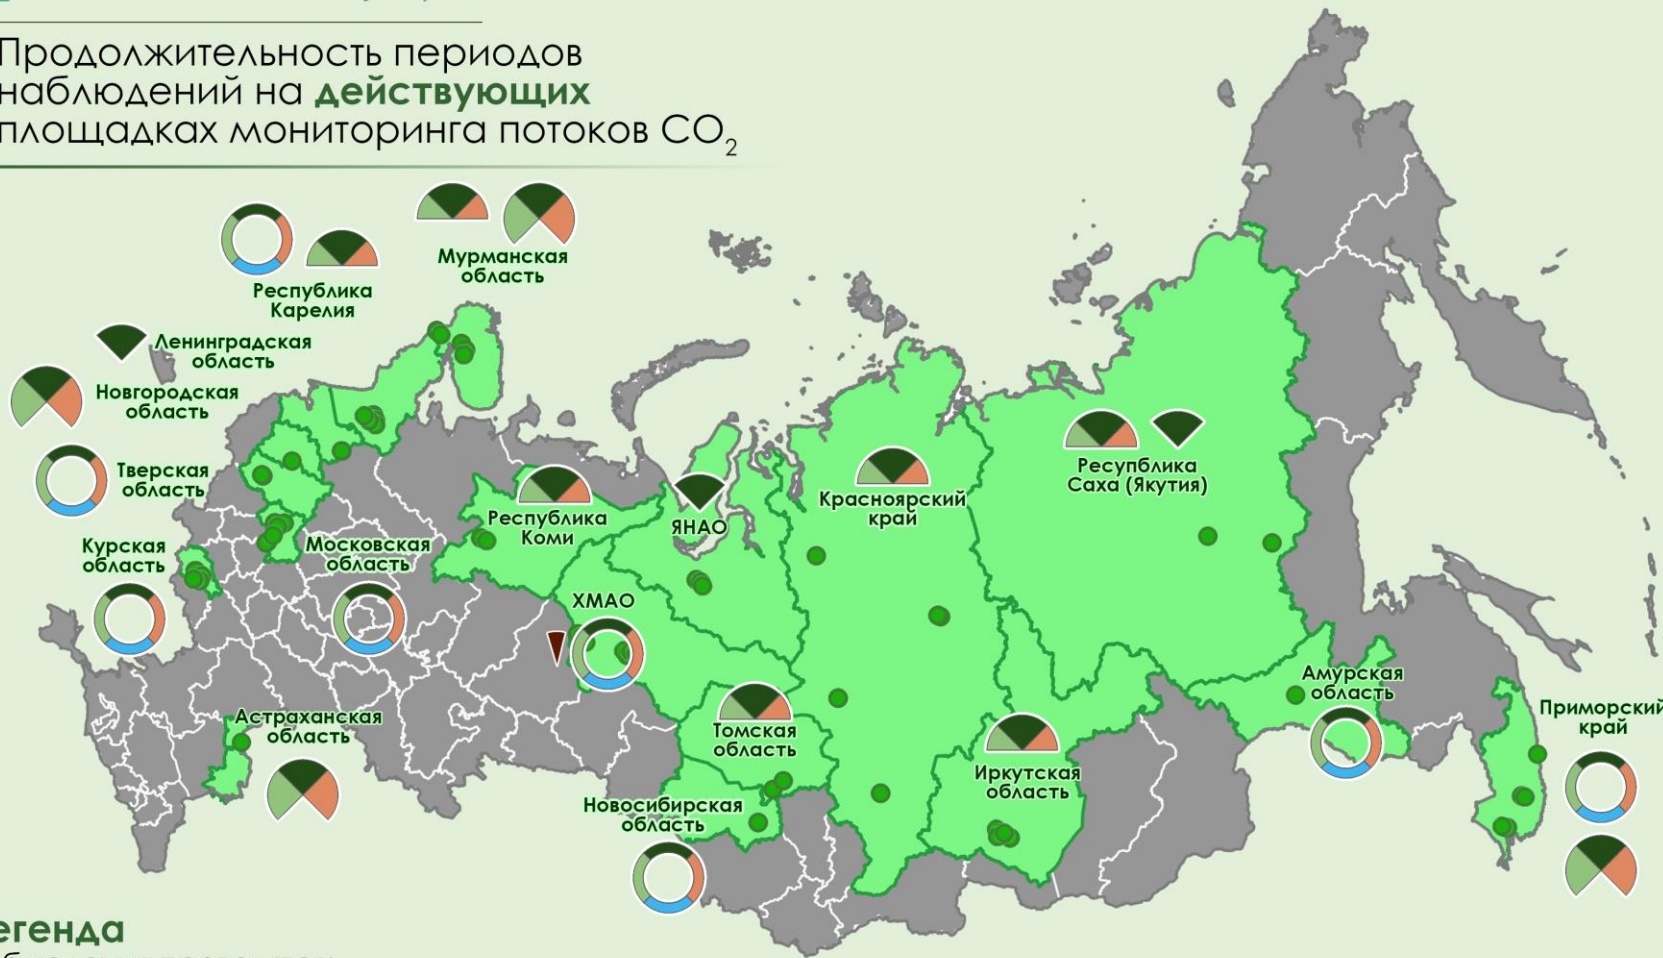 Продолжительность периодов
наблюдений на действующих
площадках мониторинга потоков CO₂
Мурманская
область
Республика
Карелия
Ленинградская
область
Новгородская
область
Тверская
область
Курская
область
Московская
область
Республика
Коми
ЯНАО
Красноярский
край
Ресупблика
Саха (Якутия)
ХМАО
Астраханская
область
Томская
область
Новосибирская
область
Иркутская
область
Амурская
область
Приморский
край
егенда